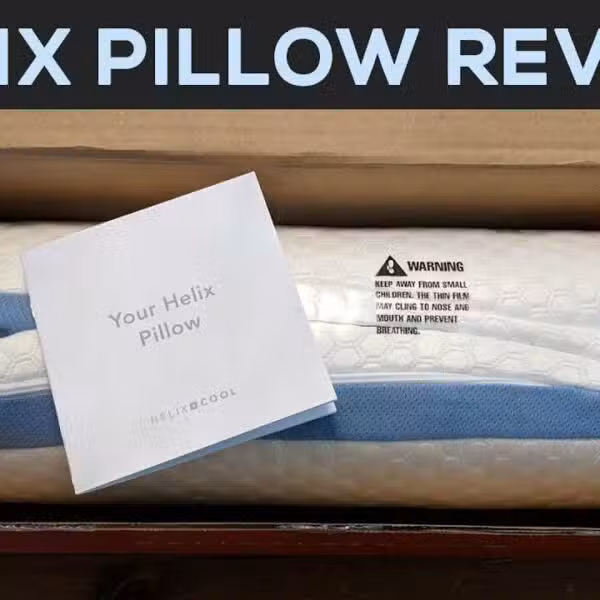 IX PILLOW REV
Your Helix
Pillow
HELIX COOL
WARNING
KEEP AWAY FROM SMALL
CHILDREN. THE THIN FILM
MAY CLING TO NOSE AND
MOUTH AND PREVENT
BREATHING.